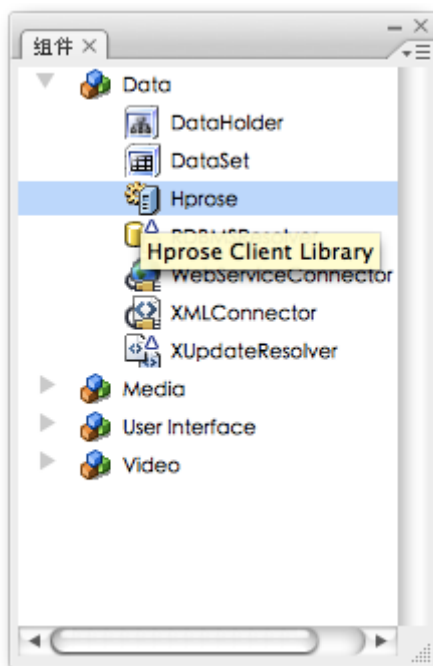 组件
Data
DataHolder
DataSet
Hprose
Hprose Client Library
WebServiceConnector
XMLConnector
XUpdateResolver
Media
User Interface
Video